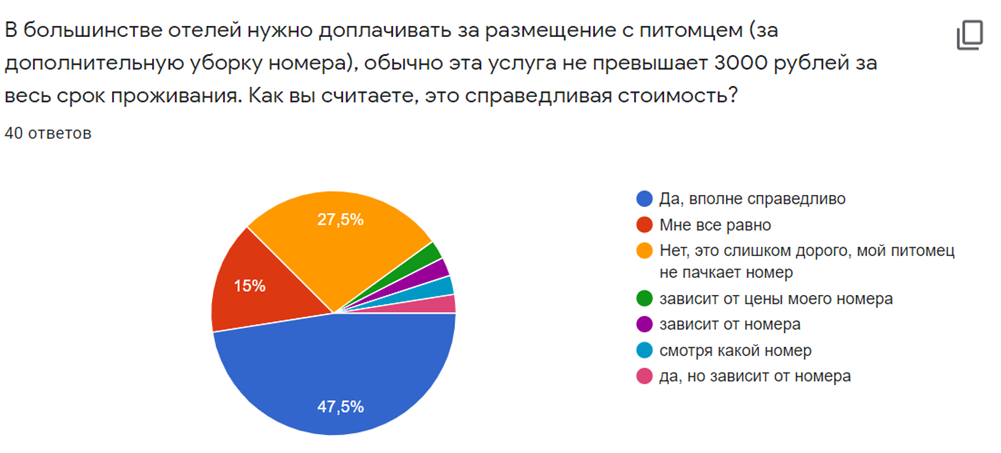 В большинстве отелей нужно доплачивать за размещение с питомцем (за
дополнительную уборку номера), обычно эта услуга не превышает 3000 рублей за
весь срок проживания. Как вы считаете, это справедливая стоимость?
40 ответов
27,5%
15%
47,5%
Да, вполне справедливо
Мне все равно
Нет, это слишком дорого, мой питомец
не пачкает номер
зависит от цены моего номера
зависит от номера
смотря какой номер
да, но зависит от номера